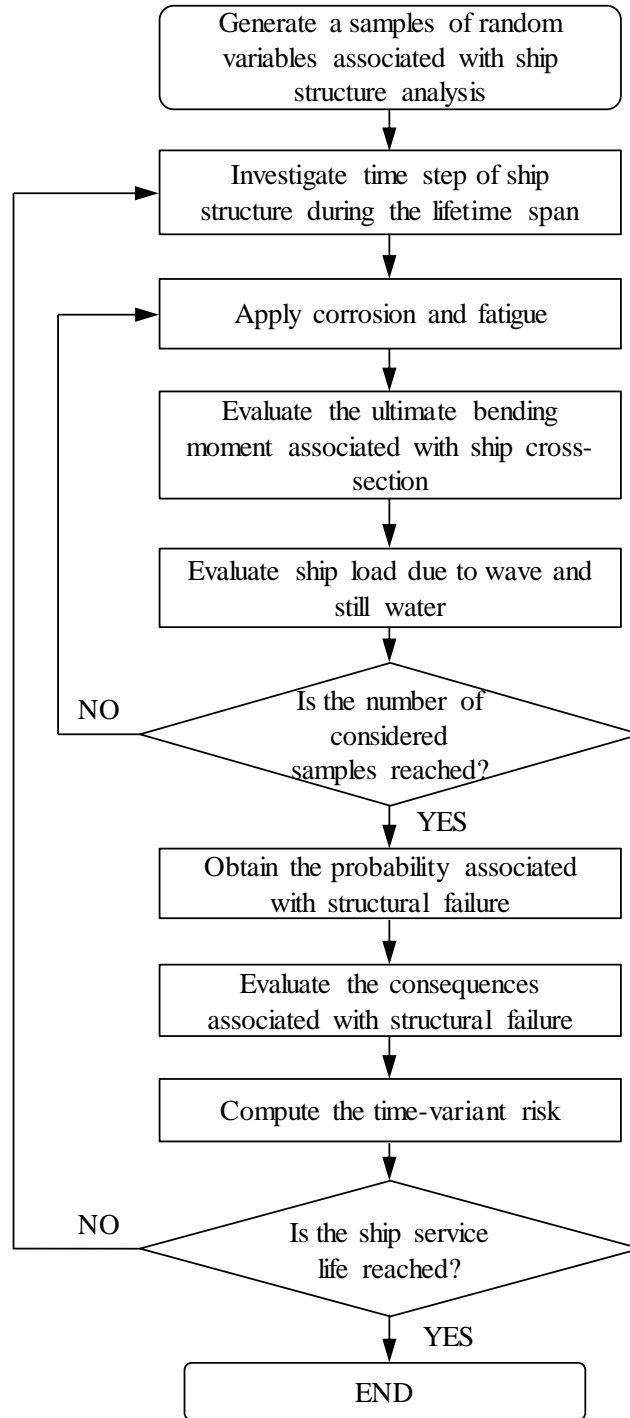 Generate a samples of random
variables associated with ship
structure analysis
Investigate time step of ship
structure during the lifetime span
Apply corrosion and fatigue
Evaluate the ultimate bending
moment associated with ship cross-
section
Evaluate ship load due to wave and
still water
NO
Is the number of
considered
samples reached?
YES
Obtain the probability associated
with structural failure
Evaluate the consequences
associated with structural failure
Compute the time-variant risk
NO
Is the ship service
life reached?
YES
END